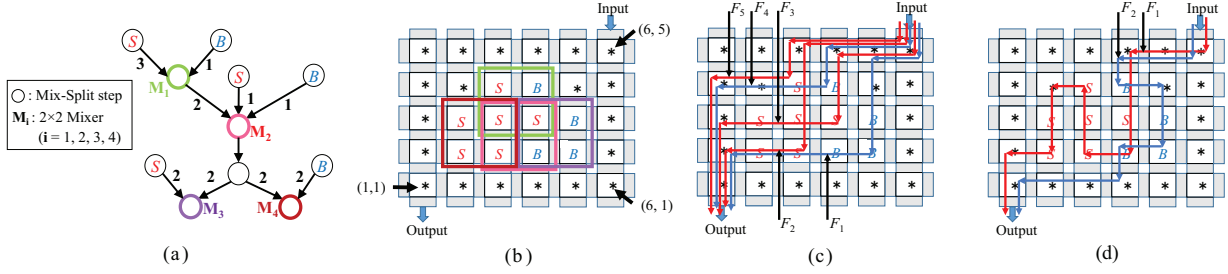 S B
3 1
M₁ S B
2 1 1
M₂
S 2 2 2 2 B
M₃ M₄
(a)
○: Mix-Split step
Mᵢ: 2×2 Mixer
(i = 1, 2, 3, 4)
Input
(6, 5)
* * * * * *
* * S B * *
* S S S B *
* S S B B *
(1,1)
* * * * * *
(6, 1)
Output
(b)
F₅ F₄ F₃ Input
* * * * * *
* * S B * *
* S S S B *
* S S B B *
* * * * * *
F₂ F₁
Output
(c)
F₂ F₁ Input
* * * * * *
* * S B * *
* S S S B *
* S S B B *
* * * * * *
Output
(d)